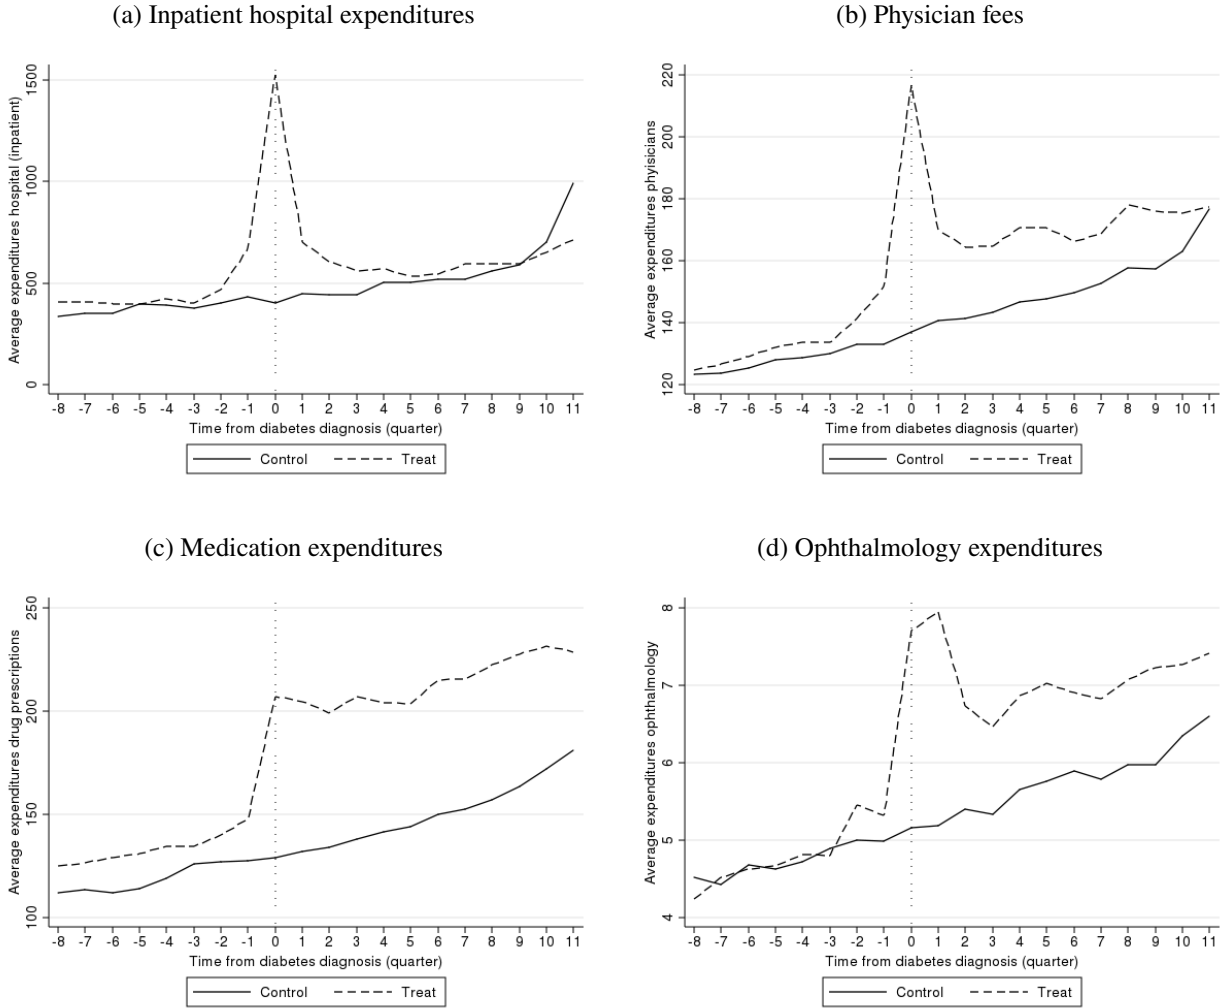 (a) Inpatient hospital expenditures
Average expenditures hospital (inpatient)
1500
1000
500
0
-8 -7 -6 -5 -4 -3 -2 -1 0 1 2 3 4 5 6 7 8 9 10 11
Time from diabetes diagnosis (quarter)
Control Treat
(b) Physician fees
Average expenditures phyisicians
220
200
180
160
140
120
-8 -7 -6 -5 -4 -3 -2 -1 0 1 2 3 4 5 6 7 8 9 10 11
Time from diabetes diagnosis (quarter)
Control Treat
(c) Medication expenditures
Average expenditures drug prescriptions
250
200
150
100
-8 -7 -6 -5 -4 -3 -2 -1 0 1 2 3 4 5 6 7 8 9 10 11
Time from diabetes diagnosis (quarter)
Control Treat
(d) Ophthalmology expenditures
Average expenditures ophthalmology
8
7
6
5
4
-8 -7 -6 -5 -4 -3 -2 -1 0 1 2 3 4 5 6 7 8 9 10 11
Time from diabetes diagnosis (quarter)
Control Treat